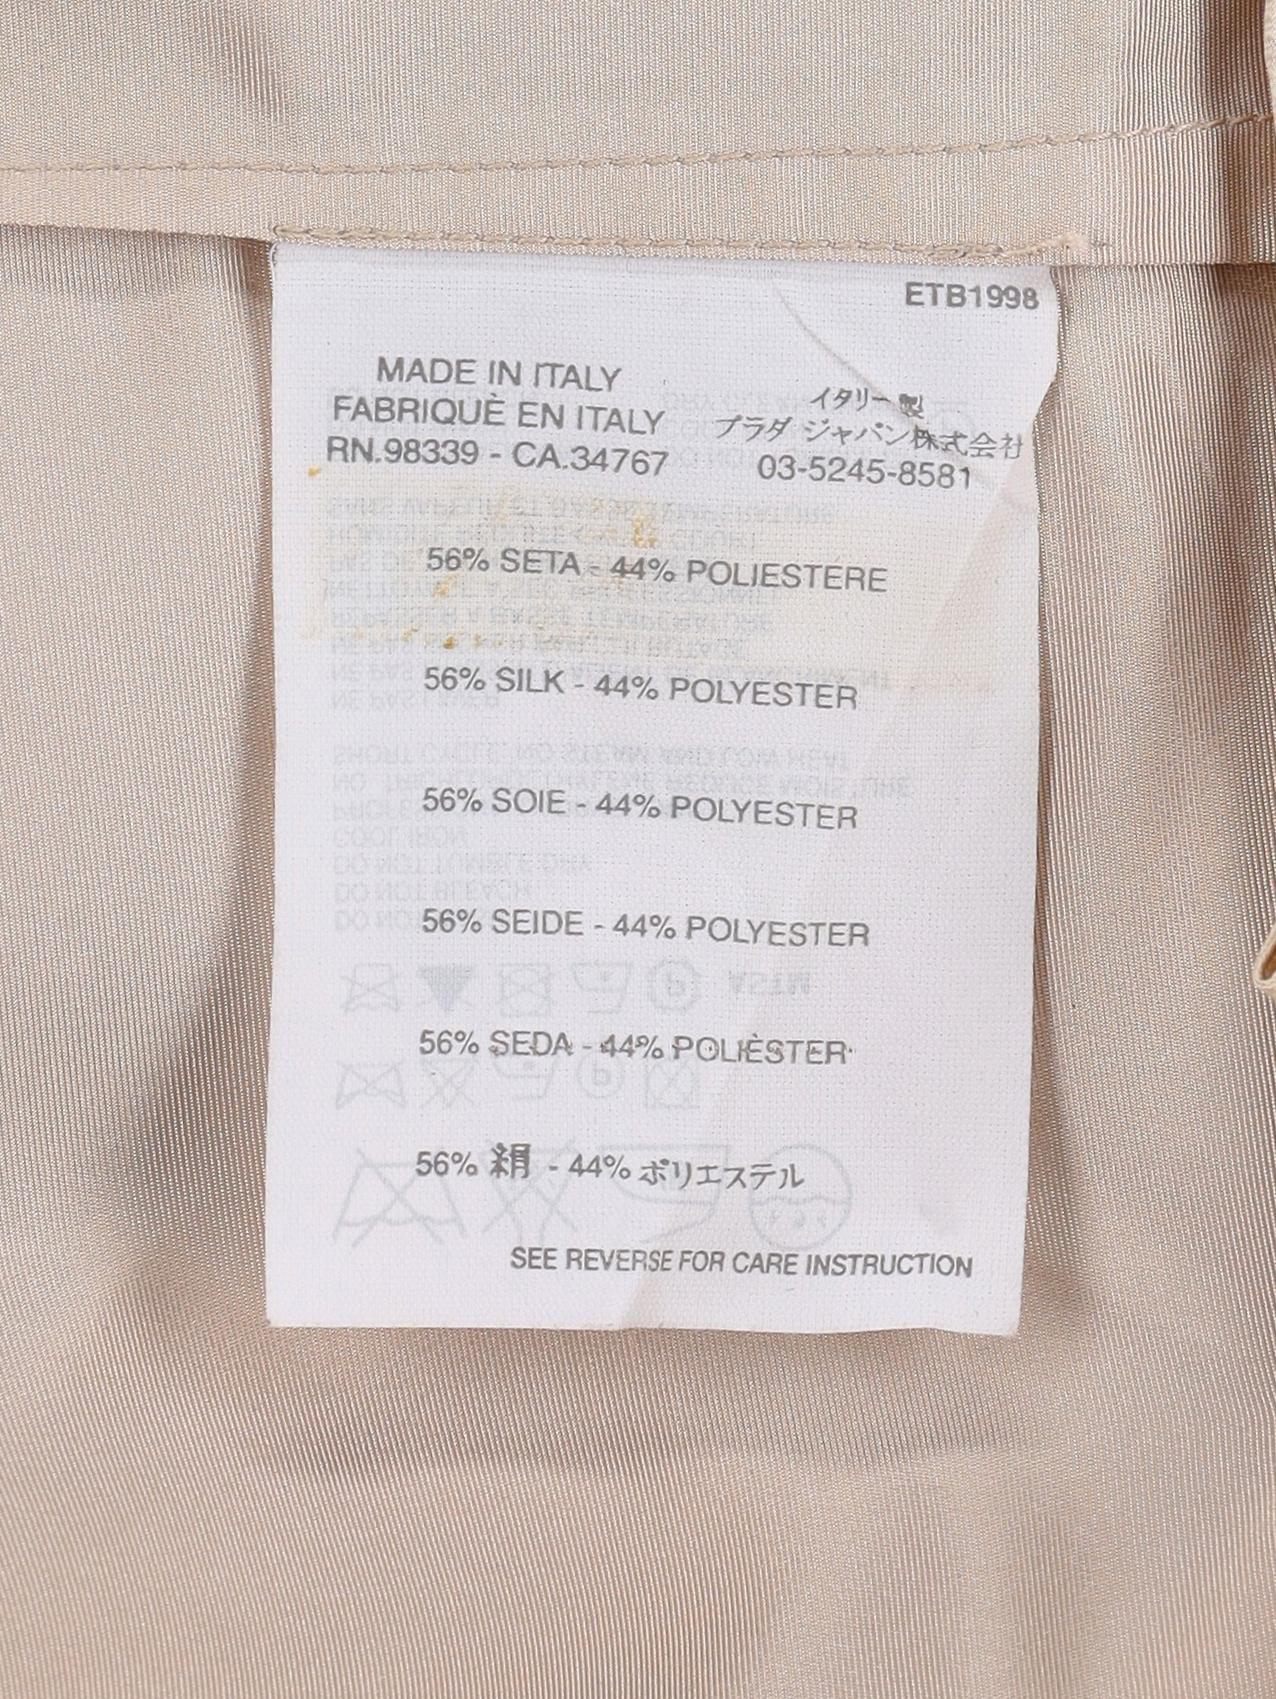 ETB1998
MADE IN ITALY
FABRIQUÈ EN ITALY
RN.98339 - CA.34767
イタリー製
プラダ ジャパン株式会社
03-5245-8581
56% SETA - 44% POLIESTERE
56% SILK - 44% POLYESTER
56% SOIE - 44% POLYESTER
56% SEIDE - 44% POLYESTER
56% SEDA - 44% POLIÈSTER
56% 絹 - 44% ポリエステル
SEE REVERSE FOR CARE INSTRUCTION